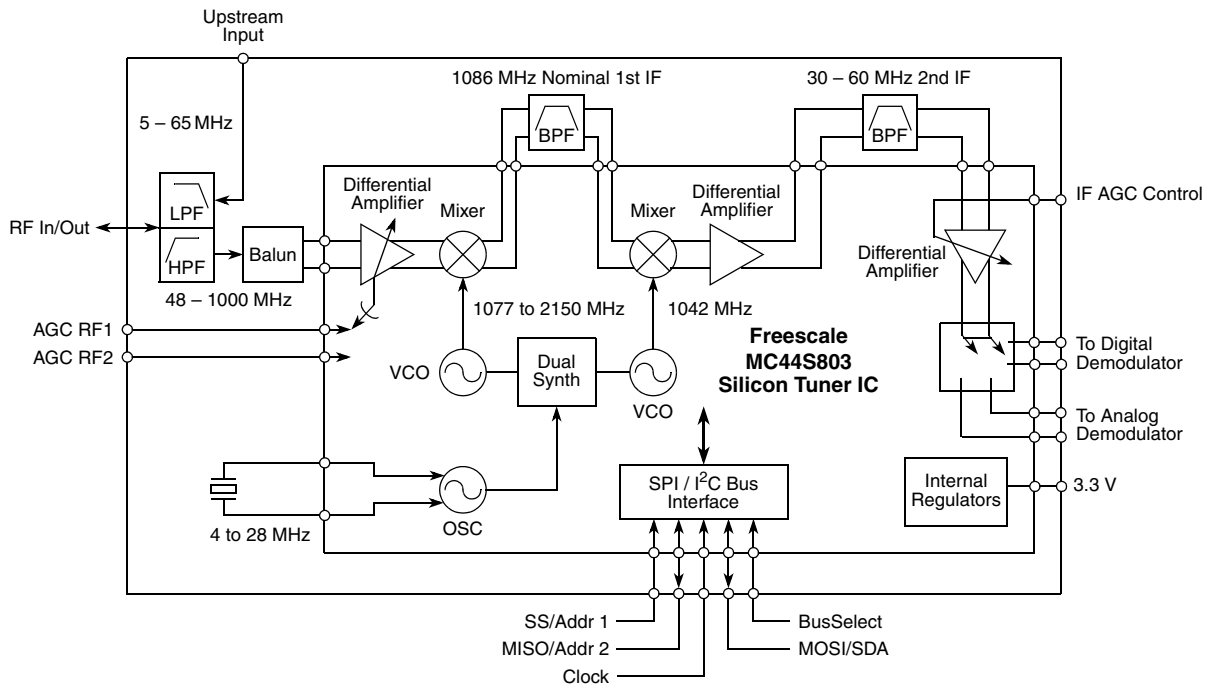 Upstream
Input
1086 MHz Nominal 1st IF
30 – 60 MHz 2nd IF
BPF
BPF
5 – 65 MHz
Differential
Amplifier
Mixer
Mixer
Differential
Amplifier
IF AGC Control
LPF
RF In/Out
HPF
Balun
Differential
Amplifier
48 – 1000 MHz
1077 to 2150 MHz
1042 MHz
AGC RF1
AGC RF2
Freescale
MC44S803
Silicon Tuner IC
To Digital
Demodulator
VCO
Dual
Synth
VCO
To Analog
Demodulator
SPI / I²C Bus
Interface
Internal
Regulators
3.3 V
4 to 28 MHz
OSC
SS/Addr 1
BusSelect
MISO/Addr 2
MOSI/SDA
Clock